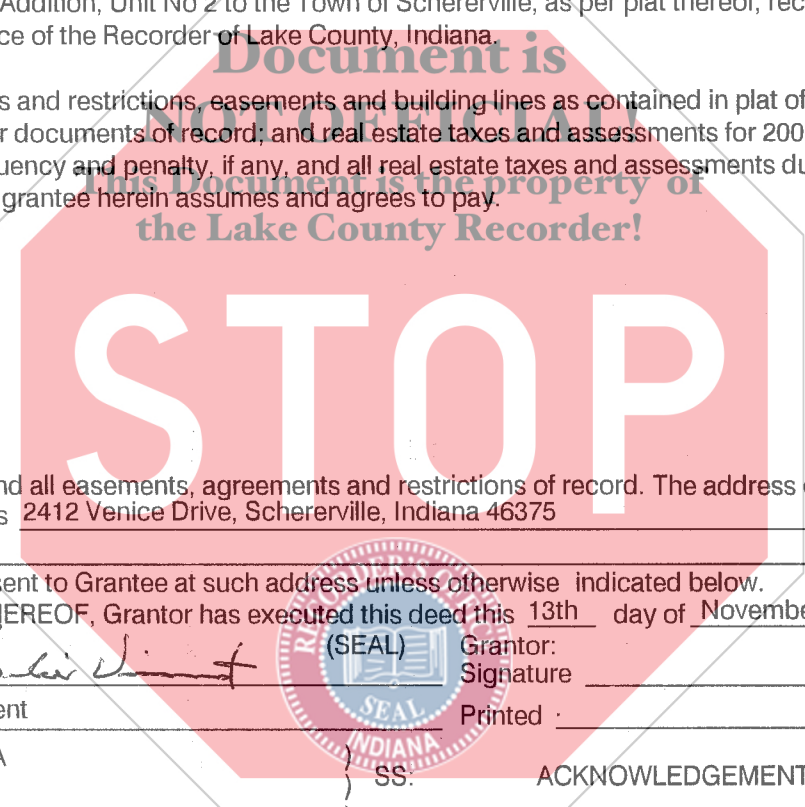 Addition, Unit No 2 to the Town of Schererville, as per plat thereof, rec
ce of the Recorder of Lake County, Indiana.
Document is
s and restrictions, easements and building lines as contained in plat of
NOT OFFICIAL!
r documents of record; and real estate taxes and assessments for 200
uency and penalty, if any, and all real estate taxes and assessments du
This Document is the property of
grantee herein assumes and agrees to pay.
the Lake County Recorder!
STOP
nd all easements, agreements and restrictions of record. The address
s 2412 Venice Drive, Schererville, Indiana 46375
sent to Grantee at such address unless otherwise indicated below.
HEREOF, Grantor has executed this deed this 13th day of Novembe
(SEAL) Grantor:
Signature
ent Printed
RECORDER'S OFFICE
SEAL
INDIANA
A
) SS: ACKNOWLEDGEMENT
)